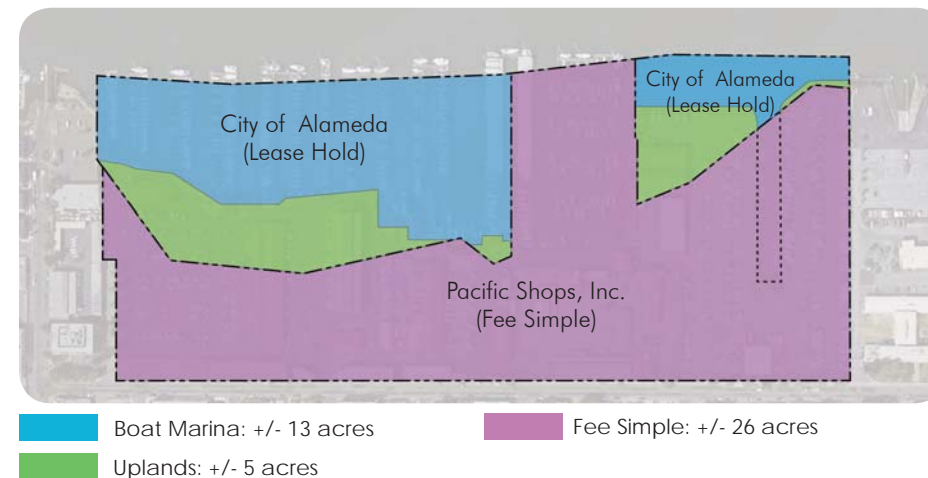 City of Alameda
(Lease Hold)
City of Alameda
(Lease Hold)
Pacific Shops, Inc.
(Fee Simple)
Boat Marina: +/- 13 acres
Fee Simple: +/- 26 acres
Uplands: +/- 5 acres